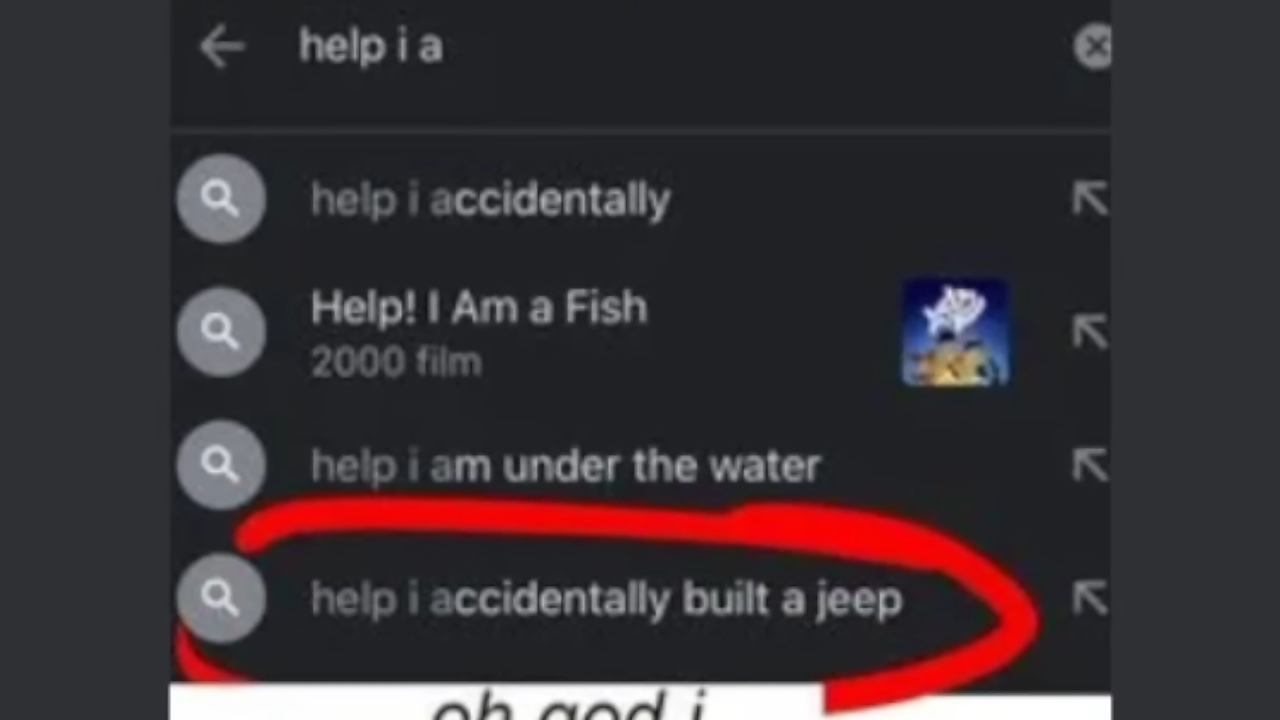 help i a
help i accidentally
Help! I Am a Fish
2000 film
help i am under the water
help i accidentally built a jeep
oh god i